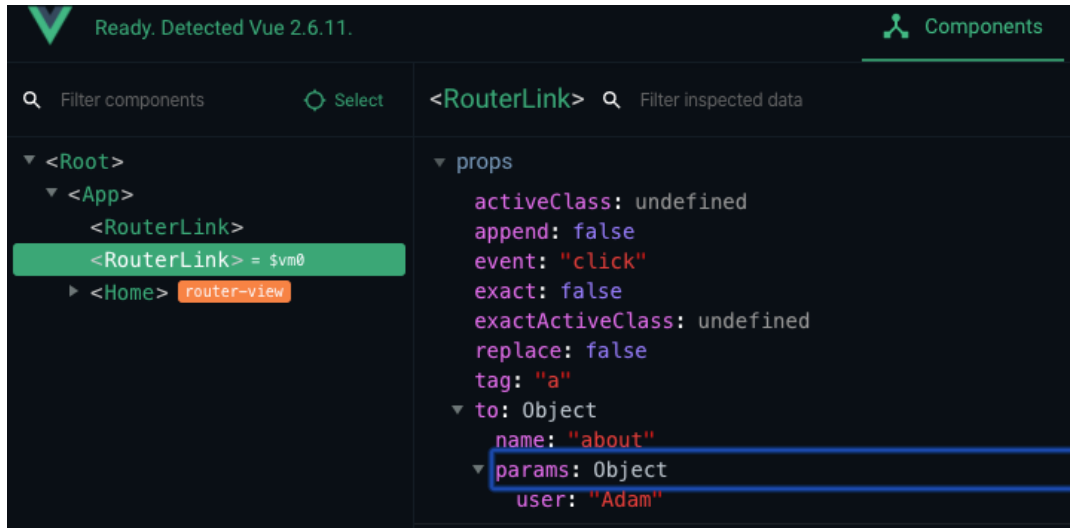 Ready. Detected Vue 2.6.11.
Components
Filter components
Select
<RouterLink>
Filter inspected data
<Root>
<App>
<RouterLink>
<RouterLink> = $vm0
<Home> router-view
props
activeClass: undefined
append: false
event: "click"
exact: false
exactActiveClass: undefined
replace: false
tag: "a"
to: Object
name: "about"
params: Object
user: "Adam"